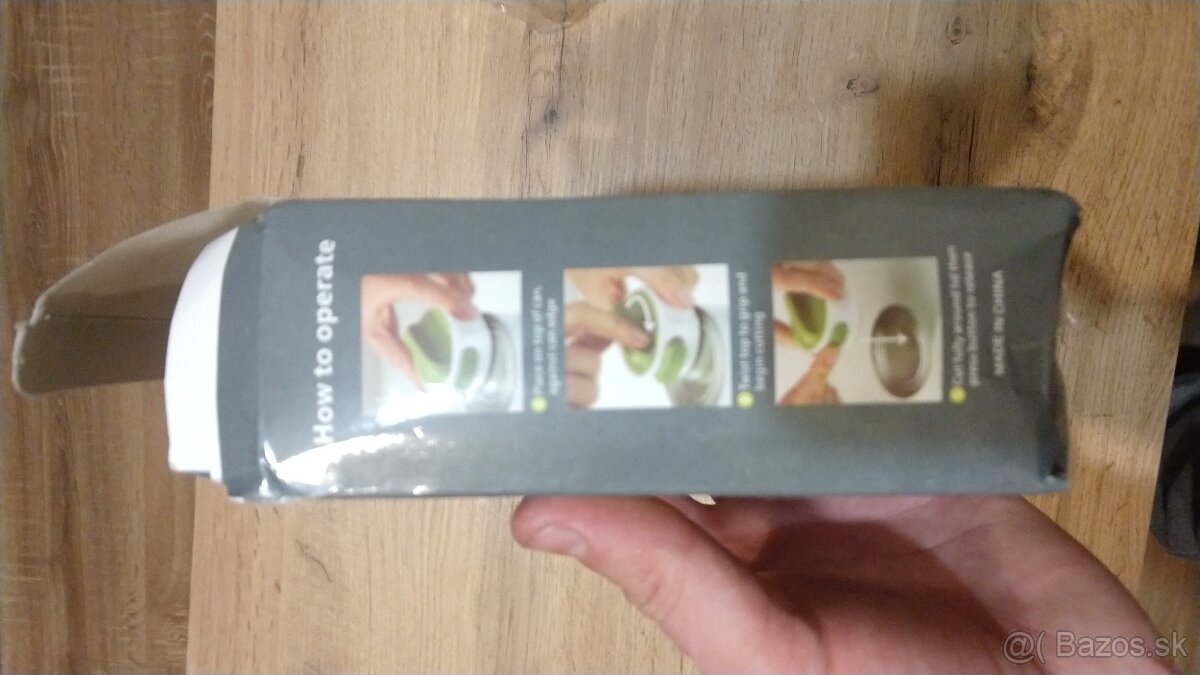 How to operate
Place on top of can,
against can edge
Twist top to grip and
begin cutting
Cut fully around lid then
press button to release
MADE IN CHINA
@( Bazos.sk